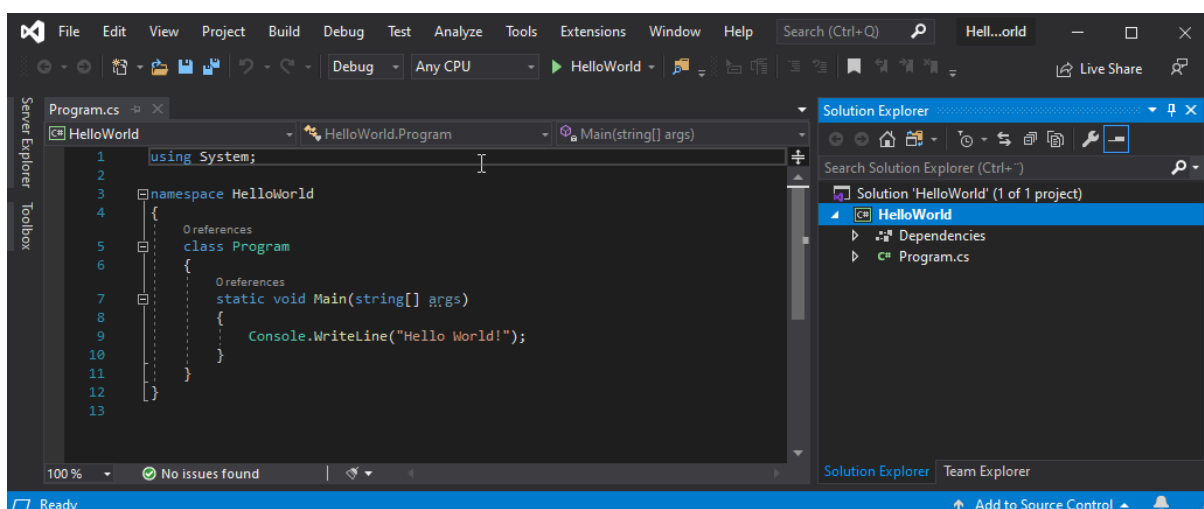 File Edit View Project Build Debug Test Analyze Tools Extensions Window Help Search (Ctrl+Q) Hell...orld
Debug Any CPU HelloWorld Live Share
Server Explorer
Toolbox
Program.cs
C# HelloWorld HelloWorld.Program Main(string[] args)
1 using System;
2
3 namespace HelloWorld
4 {
0 references
5 class Program
6 {
0 references
7 static void Main(string[] args)
8 {
9 Console.WriteLine("Hello World!");
10 }
11 }
12 }
13
100 % No issues found
Solution Explorer
Search Solution Explorer (Ctrl+¨)
Solution 'HelloWorld' (1 of 1 project)
C# HelloWorld
Dependencies
C# Program.cs
Solution Explorer Team Explorer
Ready Add to Source Control